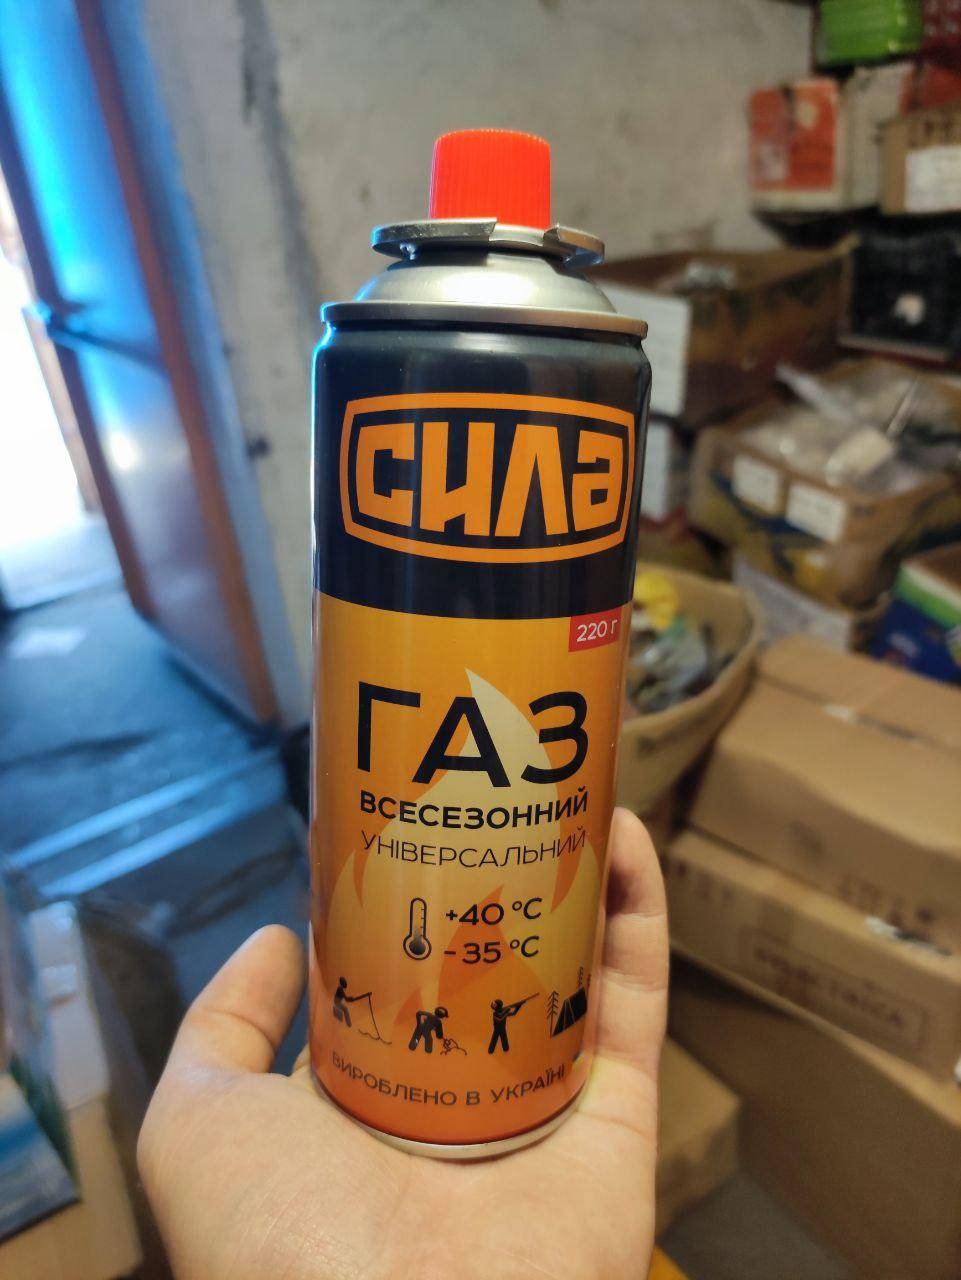 СИЛА
220 г
ГАЗ
ВСЕСЕЗОННИЙ
УНІВЕРСАЛЬНИЙ
+40 °C
-35 °C
ВИРОБЛЕНО В УКРАЇНІ